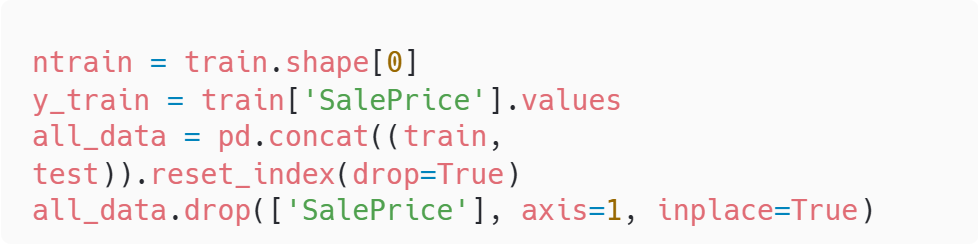 ntrain = train.shape[0]
y_train = train['SalePrice'].values
all_data = pd.concat((train,
test)).reset_index(drop=True)
all_data.drop(['SalePrice'], axis=1, inplace=True)